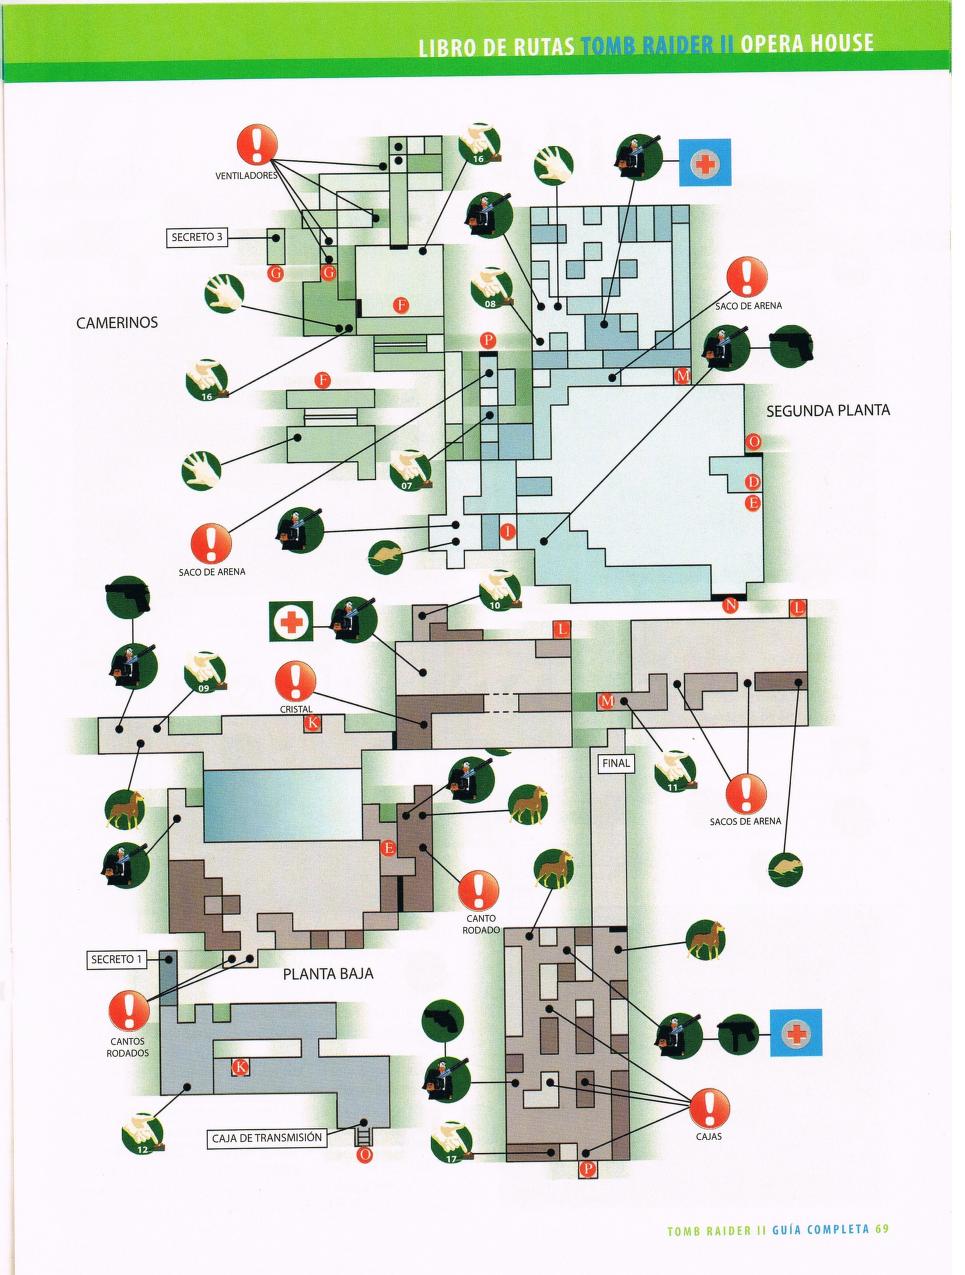 LIBRO DE RUTAS TOMB RAIDER II OPERA HOUSE
VENTILADORES
16
SECRETO 3
G
G
F
CAMERINOS
16
F
08
P
SACO DE ARENA
M
SEGUNDA PLANTA
O
D
E
07
I
SACO DE ARENA
N
L
10
L
09
CRISTAL
K
M
FINAL
11
SACOS DE ARENA
E
CANTO
RODADO
SECRETO 1
PLANTA BAJA
CANTOS
RODADOS
K
12
CAJA DE TRANSMISIÓN
O
17
P
CAJAS
TOMB RAIDER II GUÍA COMPLETA 69